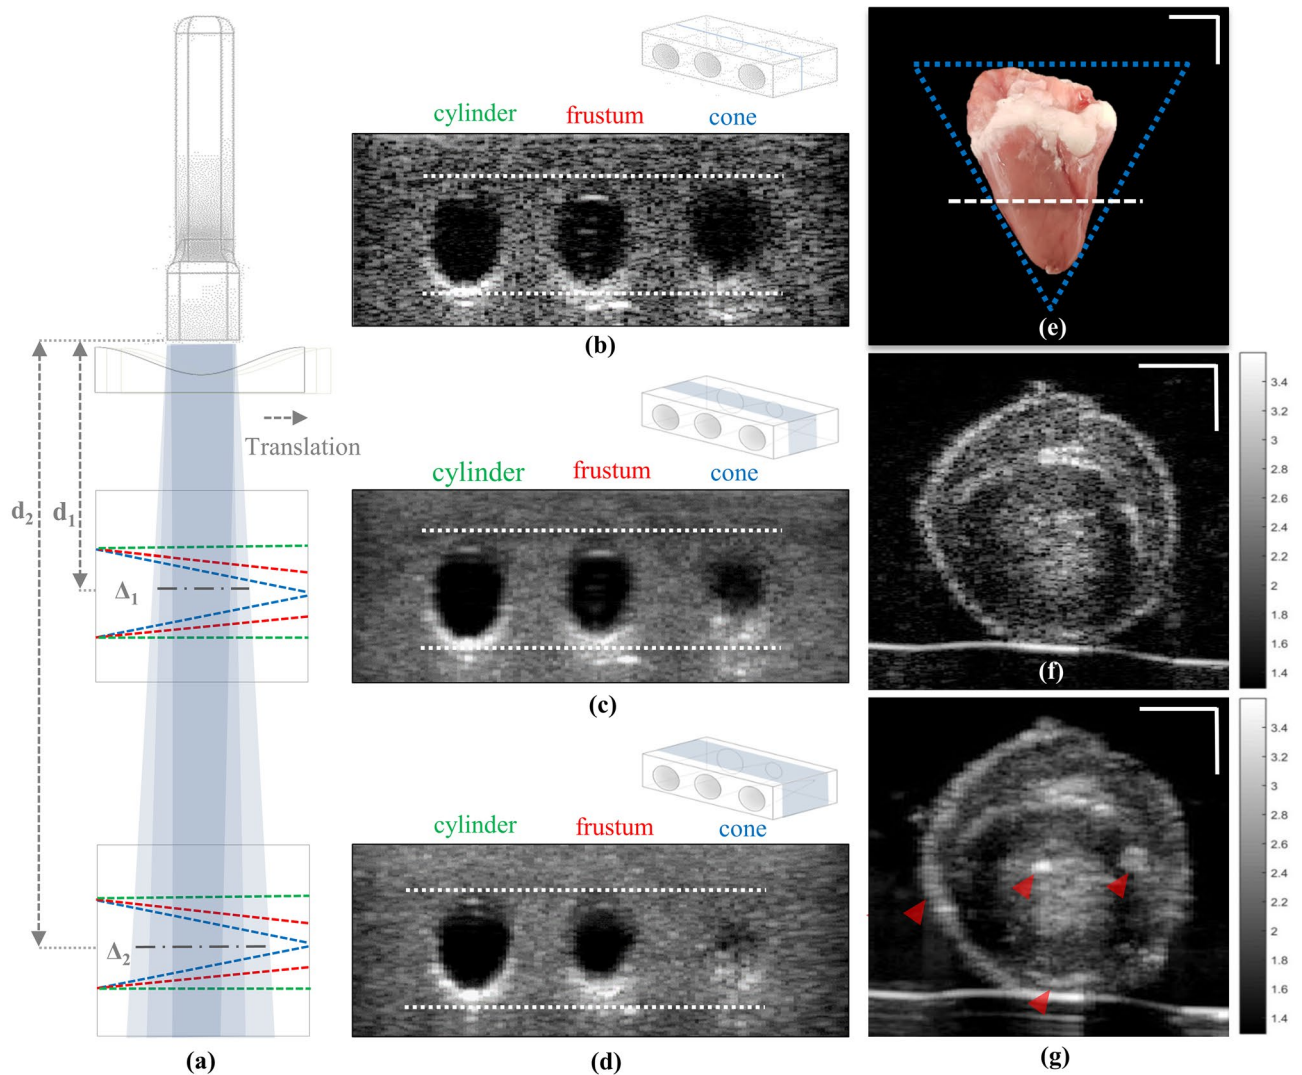 Translation
d₂
d₁
Δ₁
Δ₂
(a)
cylinder frustum cone
(b)
cylinder frustum cone
(c)
cylinder frustum cone
(d)
(e)
(f)
3.4
3.2
3
2.8
2.6
2.4
2.2
2
1.8
1.6
1.4
(g)
3.4
3.2
3
2.8
2.6
2.4
2.2
2
1.8
1.6
1.4